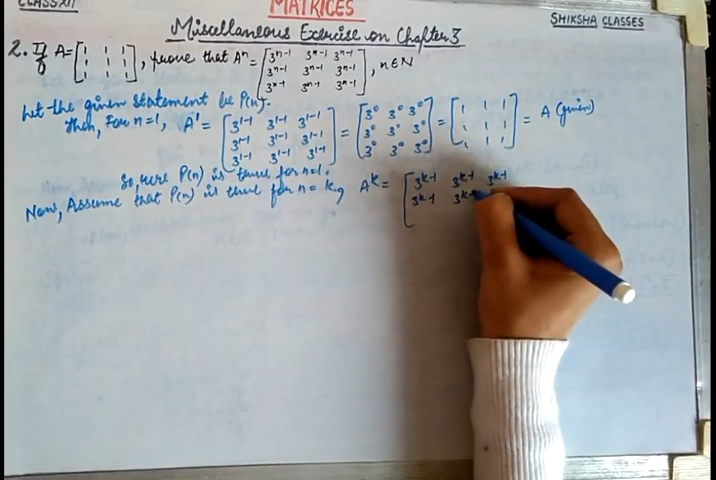 CLASS XII
MATRICES
SHIKSHA CLASSES
Miscellaneous Exercise on Chapter 3
2. If A = [1 1 1; 1 1 1; 1 1 1], prove that Aⁿ = [3ⁿ⁻¹ 3ⁿ⁻¹ 3ⁿ⁻¹; 3ⁿ⁻¹ 3ⁿ⁻¹ 3ⁿ⁻¹; 3ⁿ⁻¹ 3ⁿ⁻¹ 3ⁿ⁻¹], n∈N
Let the given statement be P(n).
Then, For n=1, A¹ = [3¹⁻¹ 3¹⁻¹ 3¹⁻¹; 3¹⁻¹ 3¹⁻¹ 3¹⁻¹; 3¹⁻¹ 3¹⁻¹ 3¹⁻¹] = [3⁰ 3⁰ 3⁰; 3⁰ 3⁰ 3⁰; 3⁰ 3⁰ 3⁰] = [1 1 1; 1 1 1; 1 1 1] = A (given)
So, here P(n) is true for n=1.
Now, Assume that P(n) is true for n=k, Aᵏ = [3ᵏ⁻¹ 3ᵏ⁻¹ 3ᵏ⁻¹; 3ᵏ⁻¹ 3ᵏ⁻